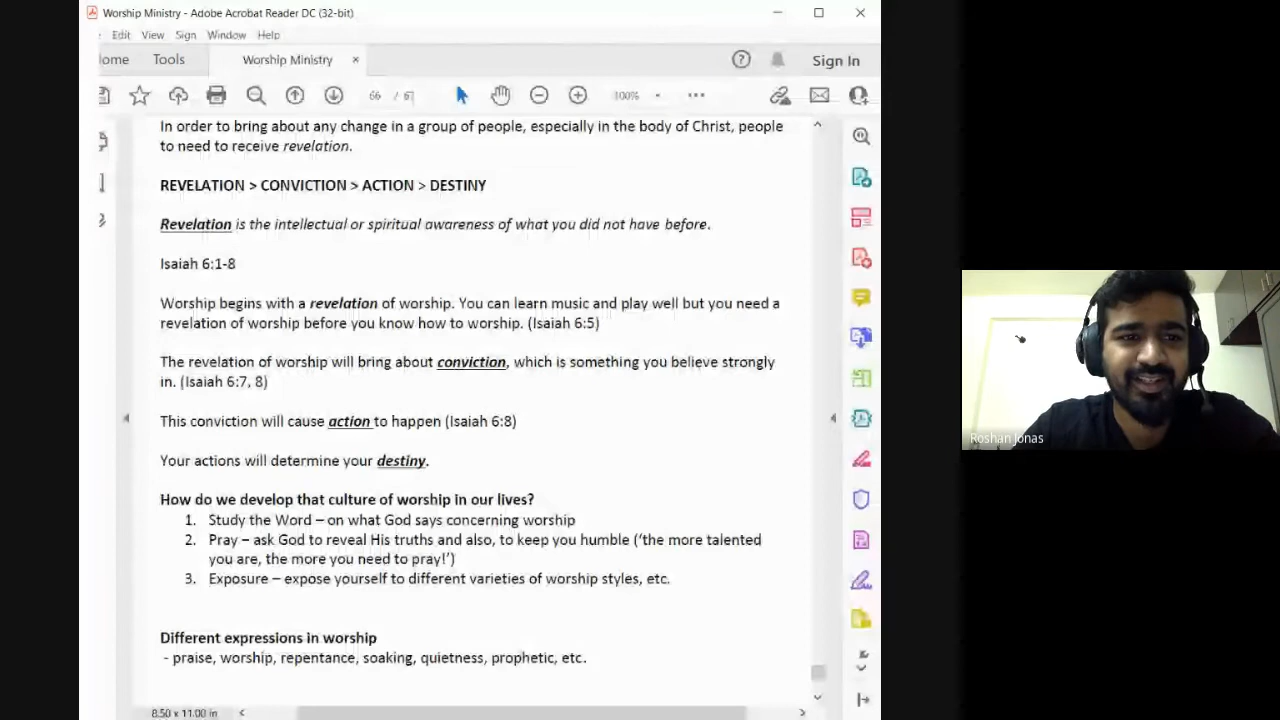 Worship Ministry - Adobe Acrobat Reader DC (32-bit)
Edit View Sign Window Help
ome Tools Worship Ministry × Sign In
66 / 67 100%
In order to bring about any change in a group of people, especially in the body of Christ, people
to need to receive revelation.
REVELATION > CONVICTION > ACTION > DESTINY
Revelation is the intellectual or spiritual awareness of what you did not have before.
Isaiah 6:1-8
Worship begins with a revelation of worship. You can learn music and play well but you need a
revelation of worship before you know how to worship. (Isaiah 6:5)
The revelation of worship will bring about conviction, which is something you believe strongly
in. (Isaiah 6:7, 8)
This conviction will cause action to happen (Isaiah 6:8)
Your actions will determine your destiny.
How do we develop that culture of worship in our lives?
1. Study the Word – on what God says concerning worship
2. Pray – ask God to reveal His truths and also, to keep you humble (‘the more talented
you are, the more you need to pray!’)
3. Exposure – expose yourself to different varieties of worship styles, etc.
Different expressions in worship
- praise, worship, repentance, soaking, quietness, prophetic, etc.
8.50 x 11.00 in
Roshan Jonas